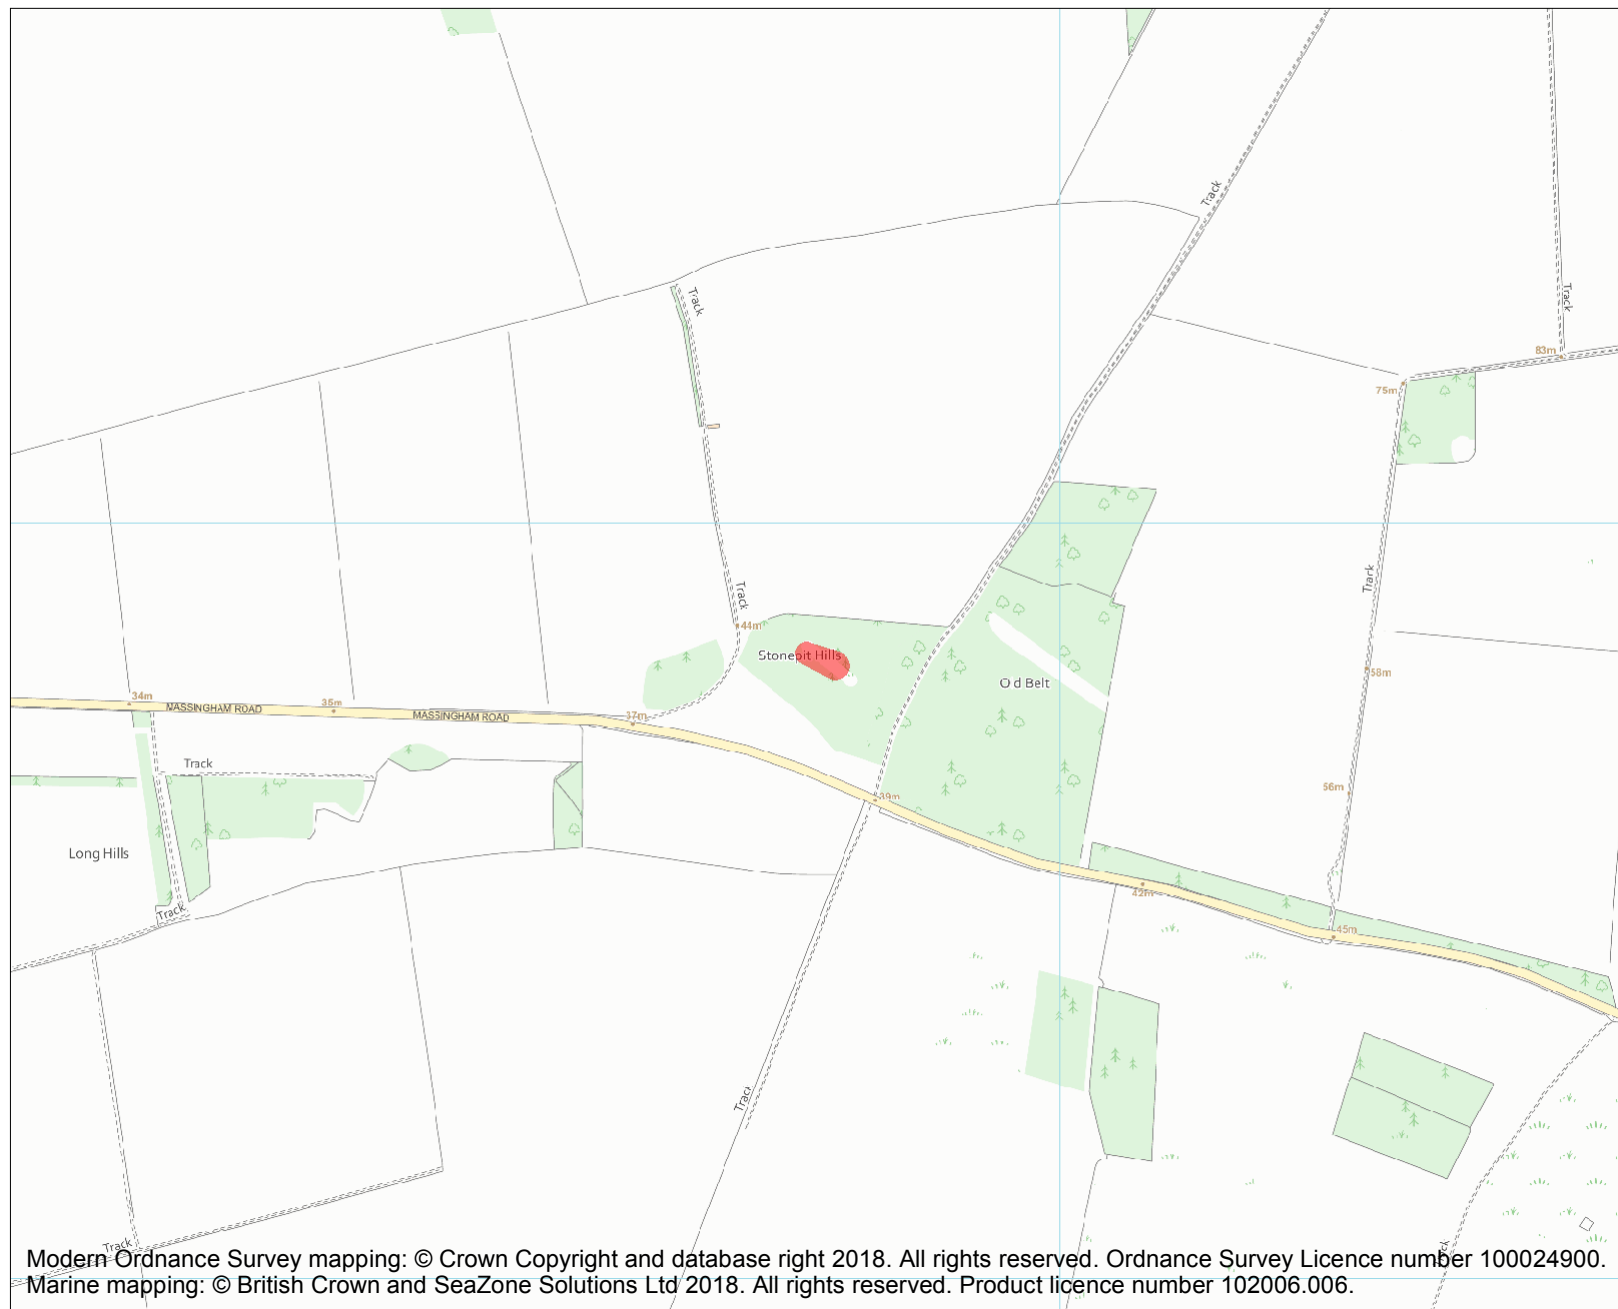 Track
Track
83m
75m
Track
Track
Track
44m
Stonepit Hills
Old Belt
58m
34m
MASSINGHAM ROAD
35m
MASSINGHAM ROAD
37m
Track
56m
39m
Long Hills
42m
Track
45m
Track
Track
Track
Modern Ordnance Survey mapping: © Crown Copyright and database right 2018. All rights reserved. Ordnance Survey Licence number 100024900.
Marine mapping: © British Crown and SeaZone Solutions Ltd 2018. All rights reserved. Product licence number 102006.006.